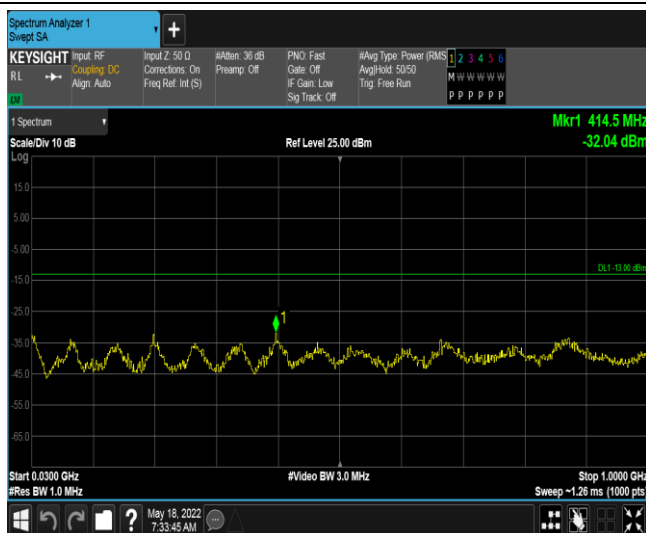 Spectrum Analyzer 1
Swept SA
+
KEYSIGHT
RL
Input: RF
Coupling: DC
Align: Auto
Input Z: 50 Ω
Corrections: On
Freq Ref: Int (S)
#Atten: 36 dB
Preamp: Off
PNO: Fast
Gate: Off
IF Gain: Low
Sig Track: Off
#Avg Type: Power (RMS
Avg|Hold: 50/50
Trig: Free Run
1 2 3 4 5 6
M W W W W W
P P P P P P
1 Spectrum
Scale/Div 10 dB
Ref Level 25.00 dBm
Mkr1 414.5 MHz
-32.04 dBm
Log
15.0
5.00
-5.00
DL1 -13.00 dBm
-15.0
-25.0
1
-35.0
-45.0
-55.0
-65.0
Start 0.0300 GHz
#Video BW 3.0 MHz
Stop 1.0000 GHz
#Res BW 1.0 MHz
Sweep ~1.26 ms (1000 pts)
?
May 18, 2022
7:33:45 AM